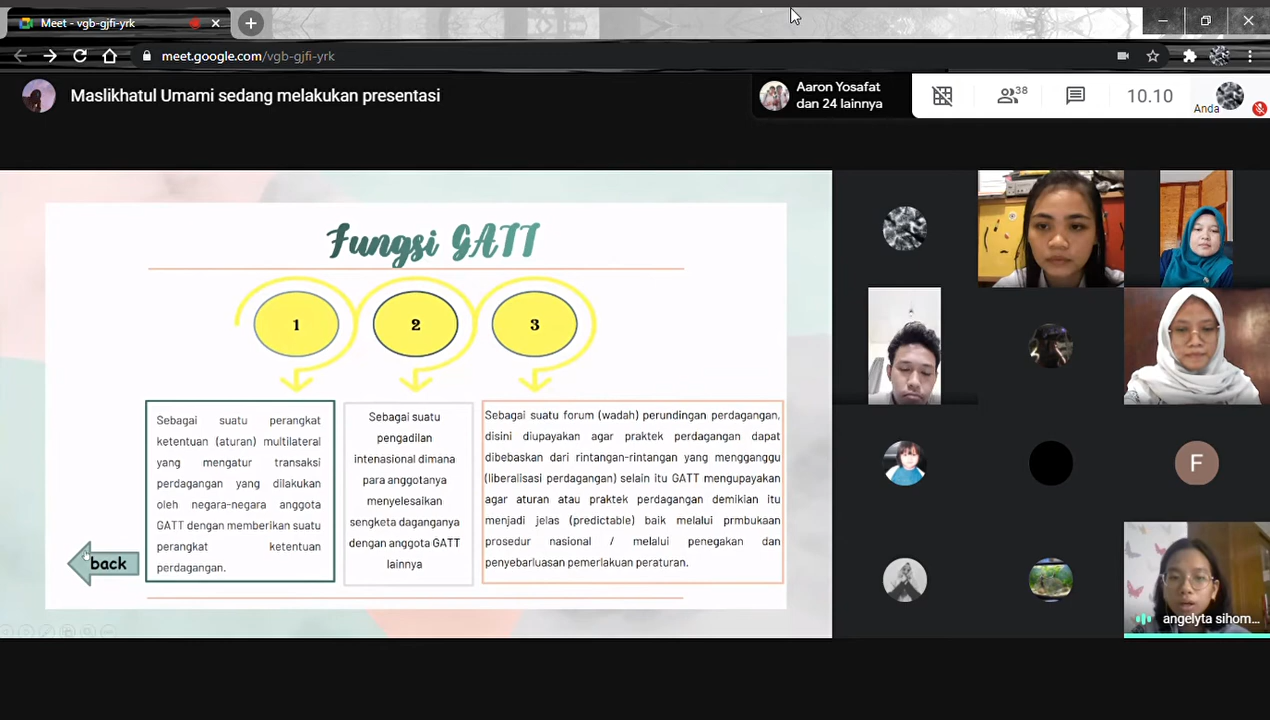 Meet - vgb-gjfi-yrk
meet.google.com/vgb-gjfi-yrk
Maslikhatul Umami sedang melakukan presentasi
Aaron Yosafat
dan 24 lainnya
38
10.10
Anda
Fungsi GATT
1
2
3
Sebagai suatu perangkat
ketentuan (aturan) multilateral
yang mengatur transaksi
perdagangan yang dilakukan
oleh negara-negara anggota
GATT dengan memberikan suatu
perangkat ketentuan
perdagangan.
Sebagai suatu
pengadilan
intenasional dimana
para anggotanya
menyelesaikan
sengketa daganganya
dengan anggota GATT
lainnya
Sebagai suatu forum (wadah) perundingan perdagangan,
disini diupayakan agar praktek perdagangan dapat
dibebaskan dari rintangan-rintangan yang mengganggu
(liberalisasi perdagangan) selain itu GATT mengupayakan
agar aturan atau praktek perdagangan demikian itu
menjadi jelas (predictable) baik melalui prmbukaan
prosedur nasional / melalui penegakan dan
penyebarluasan pemerlakuan peraturan.
back
F
angelyta sihom...